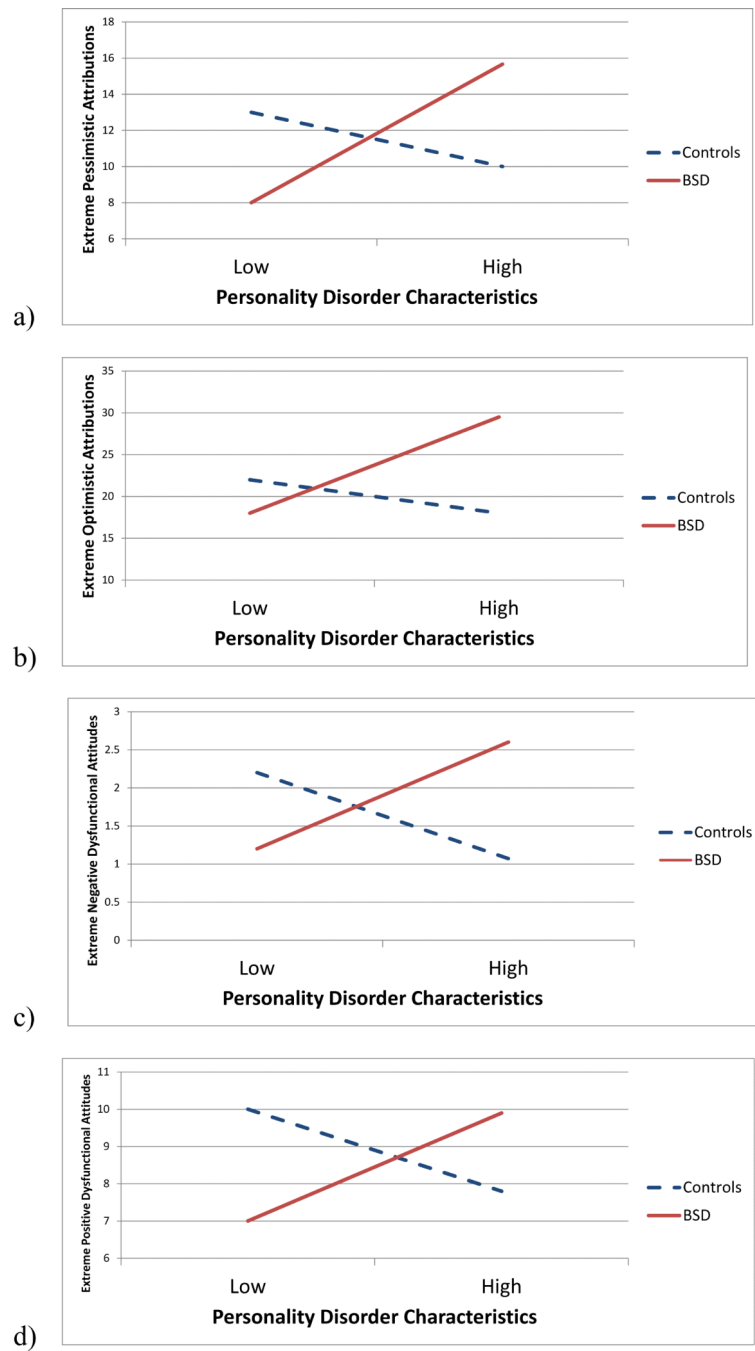 18
16
14
12
10
8
6
Extreme Pessimistic Attributions
Low High
Personality Disorder Characteristics
Controls
BSD
a)
35
30
25
20
15
10
Extreme Optimistic Attributions
Low High
Personality Disorder Characteristics
Controls
BSD
b)
3
2.5
2
1.5
1
0.5
0
Extreme Negative Dysfunctional Attitudes
Low High
Personality Disorder Characteristics
Controls
BSD
c)
11
10
9
8
7
6
Extreme Positive Dysfunctional Attitudes
Low High
Personality Disorder Characteristics
Controls
BSD
d)